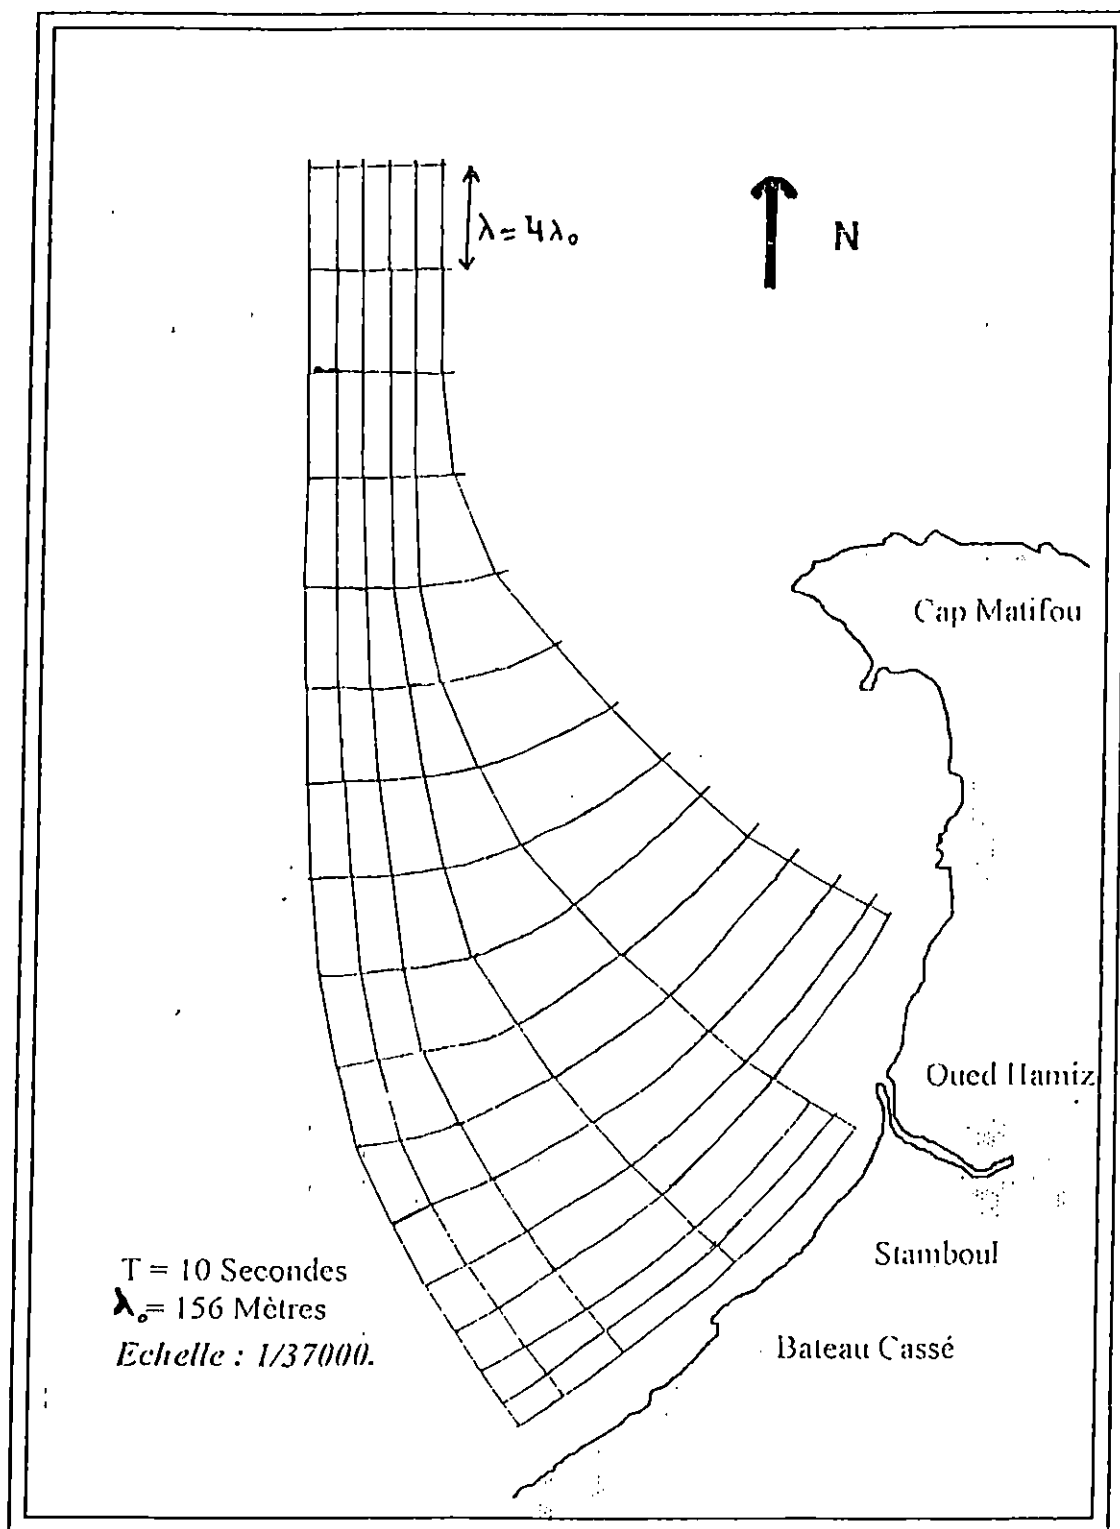 λ = 4λ₀
N
Cap Matifou
Oued Hamiz
Stamboul
T = 10 Secondes
λ₀= 156 Mètres
Echelle : 1/37000.
Bateau Cassé